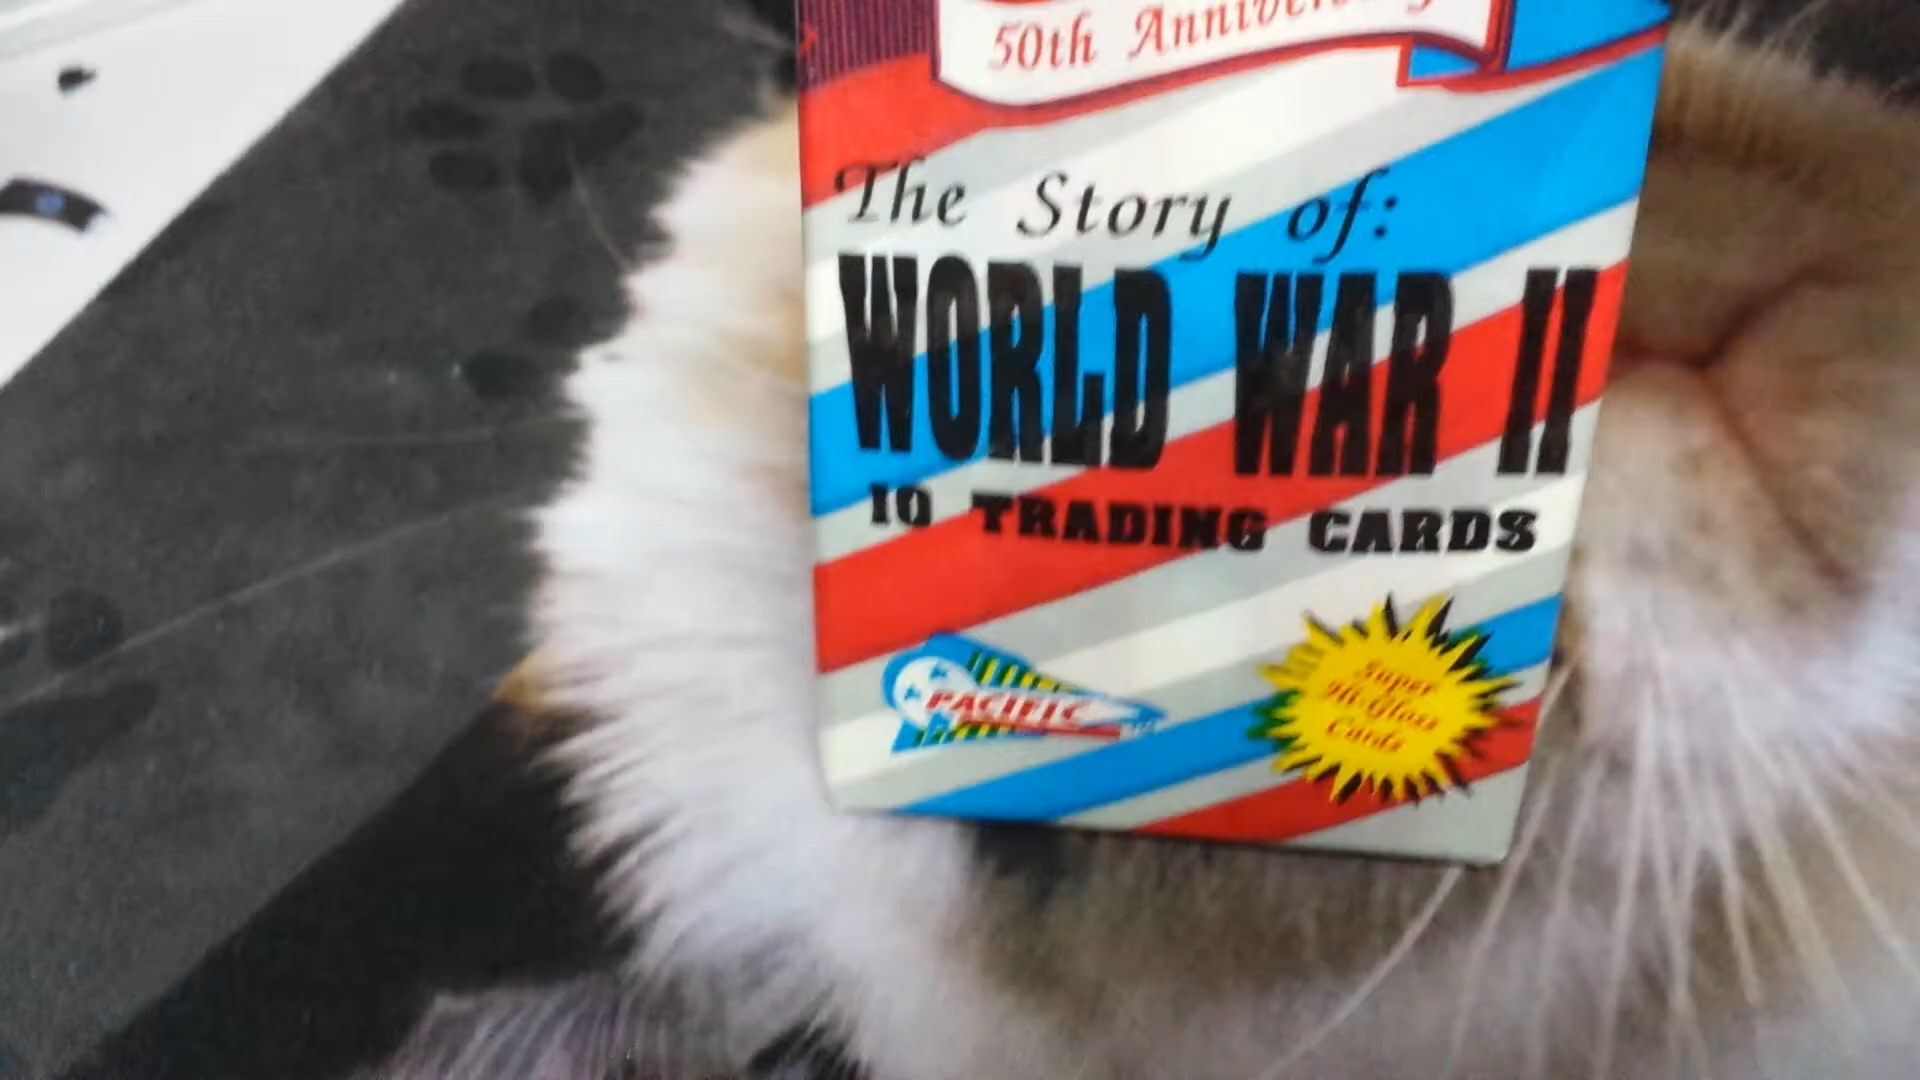 50th Anniversary
The Story of:
WORLD WAR II
10 TRADING CARDS
PACIFIC
Super
Hi-Gloss
Cards